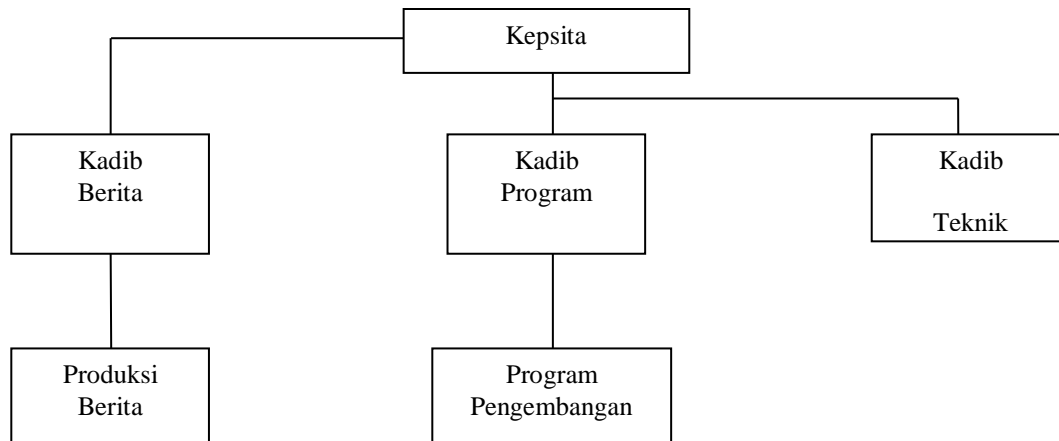 Kepsita
Kadib
Berita
Kadib
Program
Kadib
Teknik
Produksi
Berita
Program
Pengembangan